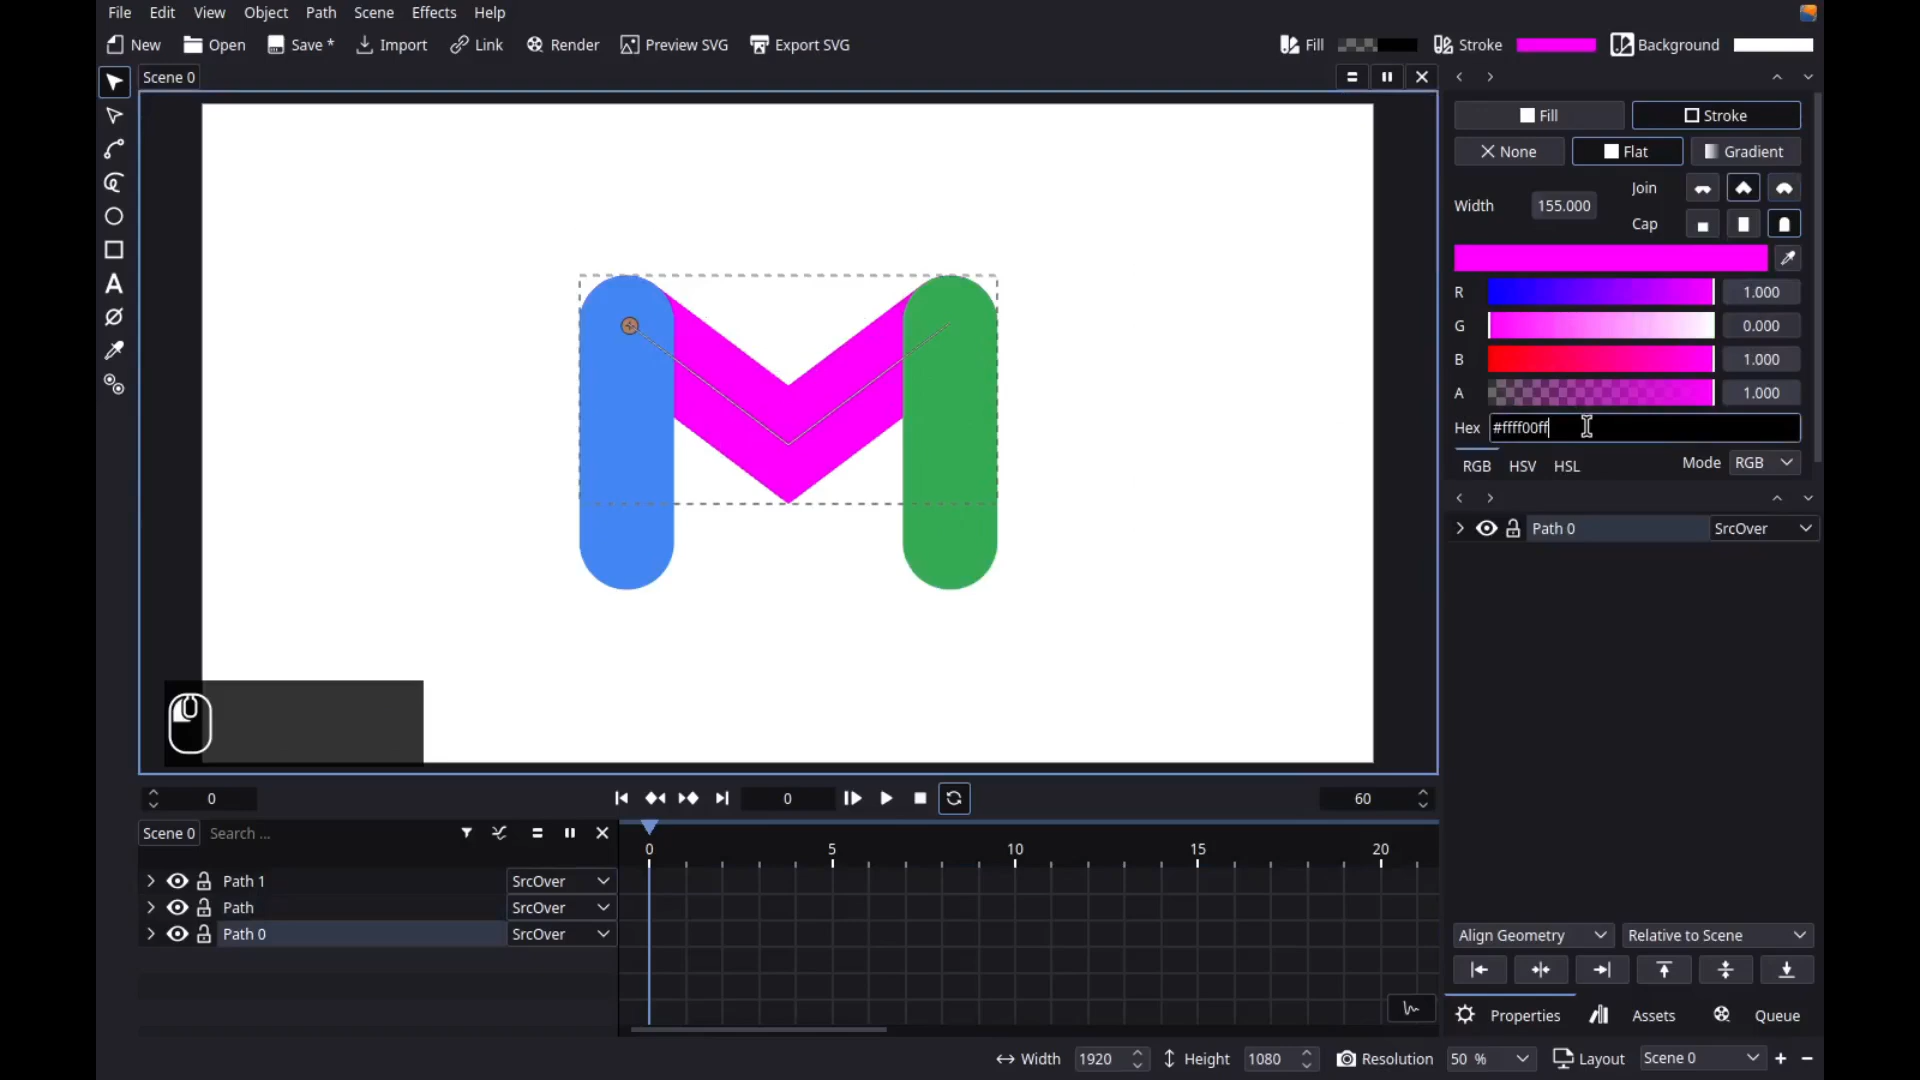 File Edit View Object Path Scene Effects Help
New Open Save * Import Link Render Preview SVG Export SVG Fill Stroke Background
Scene 0
Fill Stroke
None Flat Gradient
Join
Width 155.000
Cap
R 1.000
G 0.000
B 1.000
A 1.000
Hex #ffff00ff
RGB HSV HSL Mode RGB
Path 0 SrcOver
0 0 60
Scene 0 Search ...
0 5 10 15 20
Path 1 SrcOver
Path SrcOver
Path 0 SrcOver
Align Geometry Relative to Scene
Properties Assets Queue
Width 1920 Height 1080 Resolution 50 % Layout Scene 0